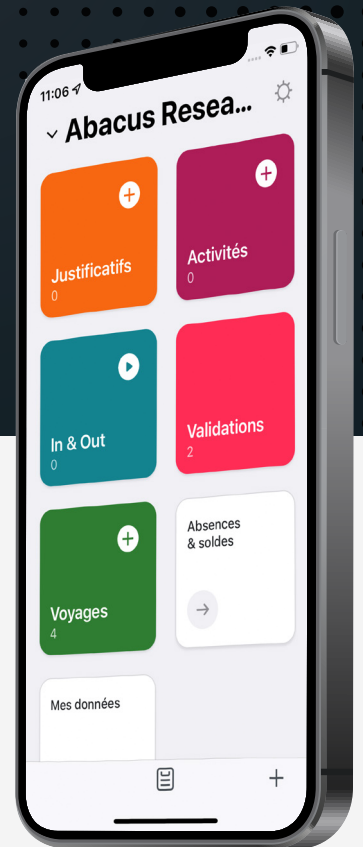 11:06
Abacus Resea...
Justificatifs
0
Activités
0
In & Out
0
Validations
2
Voyages
4
Absences
& soldes
Mes données